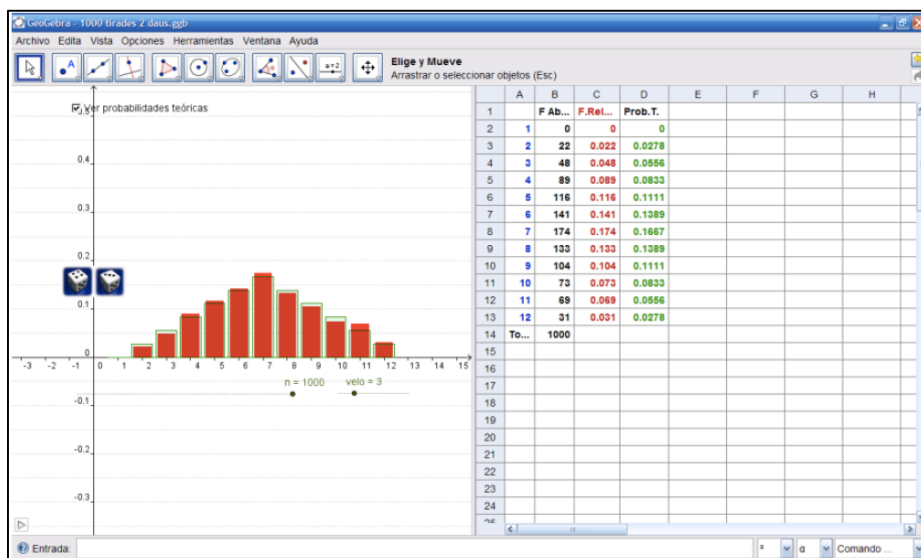 GeoGebra - 1000 tirades 2 daus.ggb
Archivo Edita Vista Opciones Herramientas Ventana Ayuda
A
a=2
Elige y Mueve
Arrastrar o seleccionar objetos (Esc)
Ver probabilidades teóricas
0.5
0.4
0.3
0.2
0.1
0
-3 -2 -1 0 1 2 3 4 5 6 7 8 9 10 11 12 13 14 15
n = 1000 velo = 3
-0.1
-0.2
-0.3
A B C D E F G H
1 F Ab... F.Rel... Prob.T.
2 1 0 0 0
3 2 22 0.022 0.0278
4 3 48 0.048 0.0556
5 4 89 0.089 0.0833
6 5 116 0.116 0.1111
7 6 141 0.141 0.1389
8 7 174 0.174 0.1667
9 8 133 0.133 0.1389
10 9 104 0.104 0.1111
11 10 73 0.073 0.0833
12 11 69 0.069 0.0556
13 12 31 0.031 0.0278
14 To... 1000
15
16
17
18
19
20
21
22
23
24
Entrada:
α
Comando ...